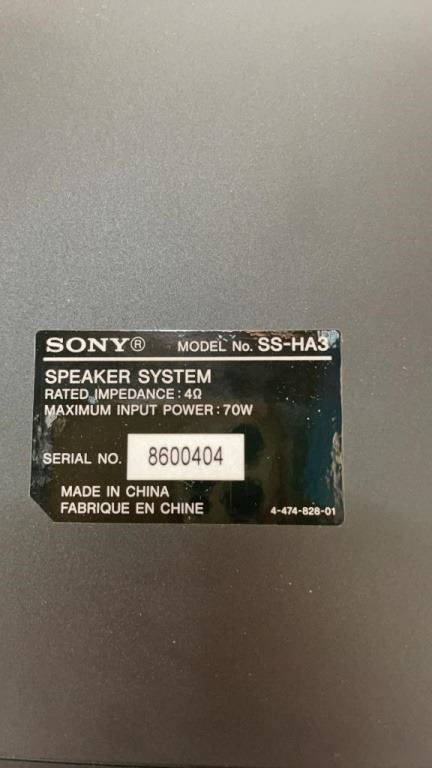 SONY® MODEL No. SS-HA3
SPEAKER SYSTEM
RATED IMPEDANCE : 4Ω
MAXIMUM INPUT POWER : 70W
SERIAL NO. 8600404
MADE IN CHINA
FABRIQUE EN CHINE 4-474-828-01